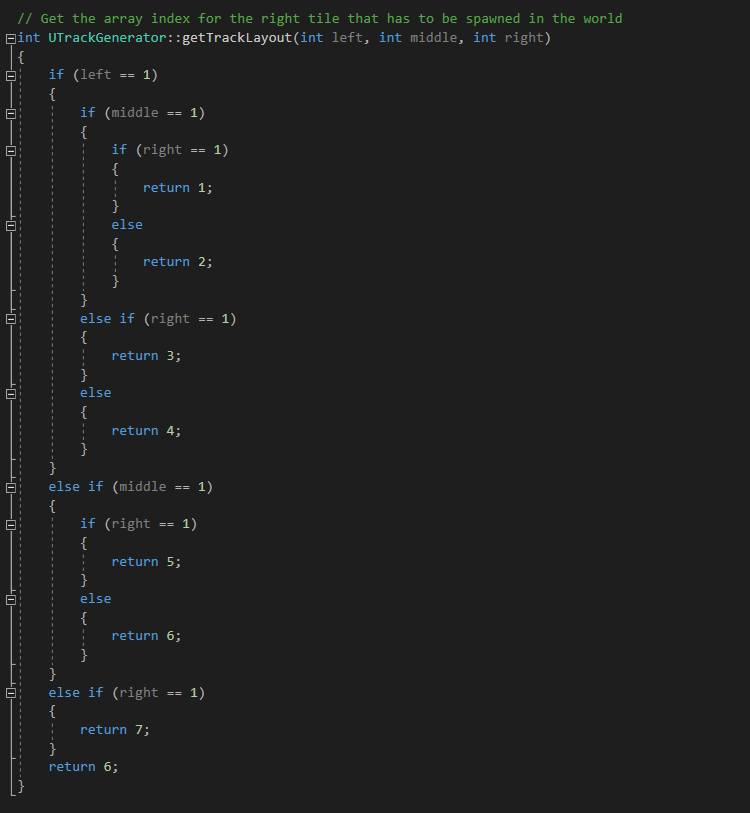 // Get the array index for the right tile that has to be spawned in the world
int UTrackGenerator::getTrackLayout(int left, int middle, int right)
{
    if (left == 1)
    {
        if (middle == 1)
        {
            if (right == 1)
            {
                return 1;
            }
            else
            {
                return 2;
            }
        }
        else if (right == 1)
        {
            return 3;
        }
        else
        {
            return 4;
        }
    }
    else if (middle == 1)
    {
        if (right == 1)
        {
            return 5;
        }
        else
        {
            return 6;
        }
    }
    else if (right == 1)
    {
        return 7;
    }
    return 6;
}